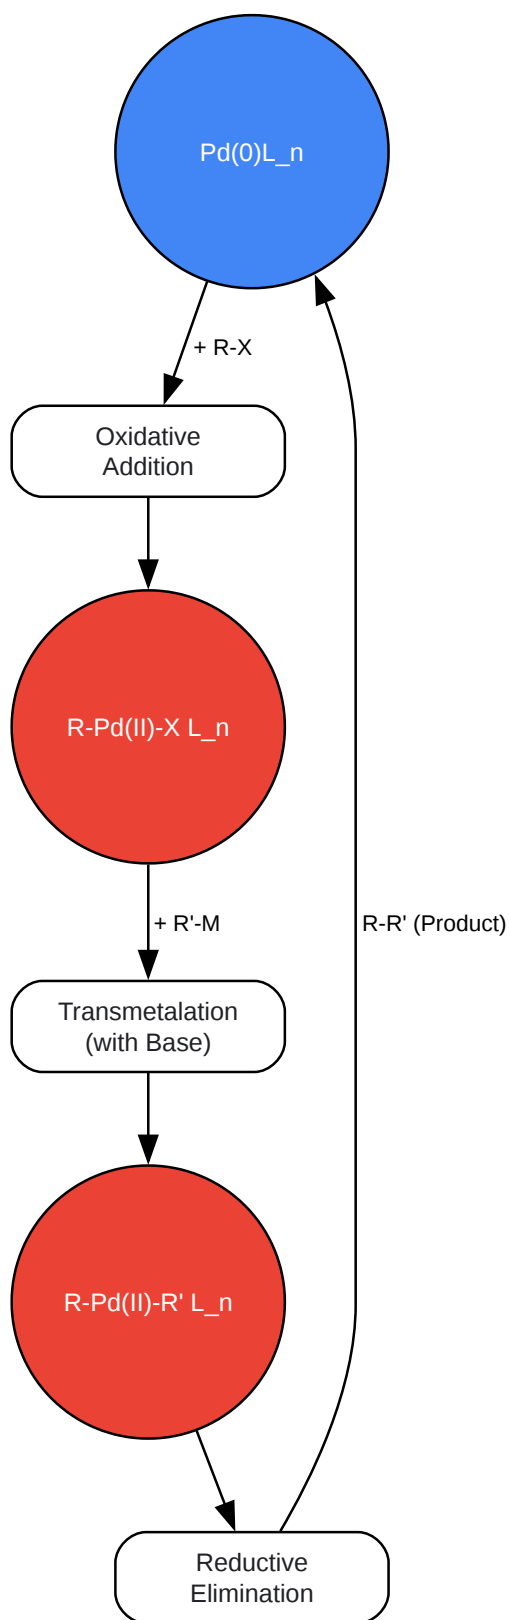 Pd(0)L_n
+ R-X
Oxidative
Addition
R-Pd(II)-X L_n
+ R'-M
R-R' (Product)
Transmetalation
(with Base)
R-Pd(II)-R' L_n
Reductive
Elimination